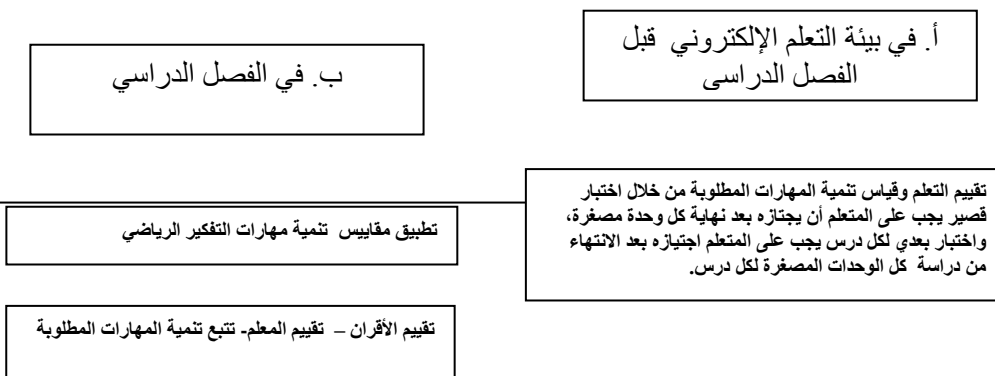 أ. في بيئة التعلم الإلكتروني قبل
الفصل الدراسى
ب. في الفصل الدراسي
تقييم التعلم وقياس تنمية المهارات المطلوبة من خلال اختبار
قصير يجب على المتعلم أن يجتازه بعد نهاية كل وحدة مصغرة،
واختبار بعدي لكل درس يجب على المتعلم اجتيازه بعد الانتهاء
من دراسة كل الوحدات المصغرة لكل درس.
تطبيق مقاييس تنمية مهارات التفكير الرياضي
تقييم الأقران – تقييم المعلم- تتبع تنمية المهارات المطلوبة